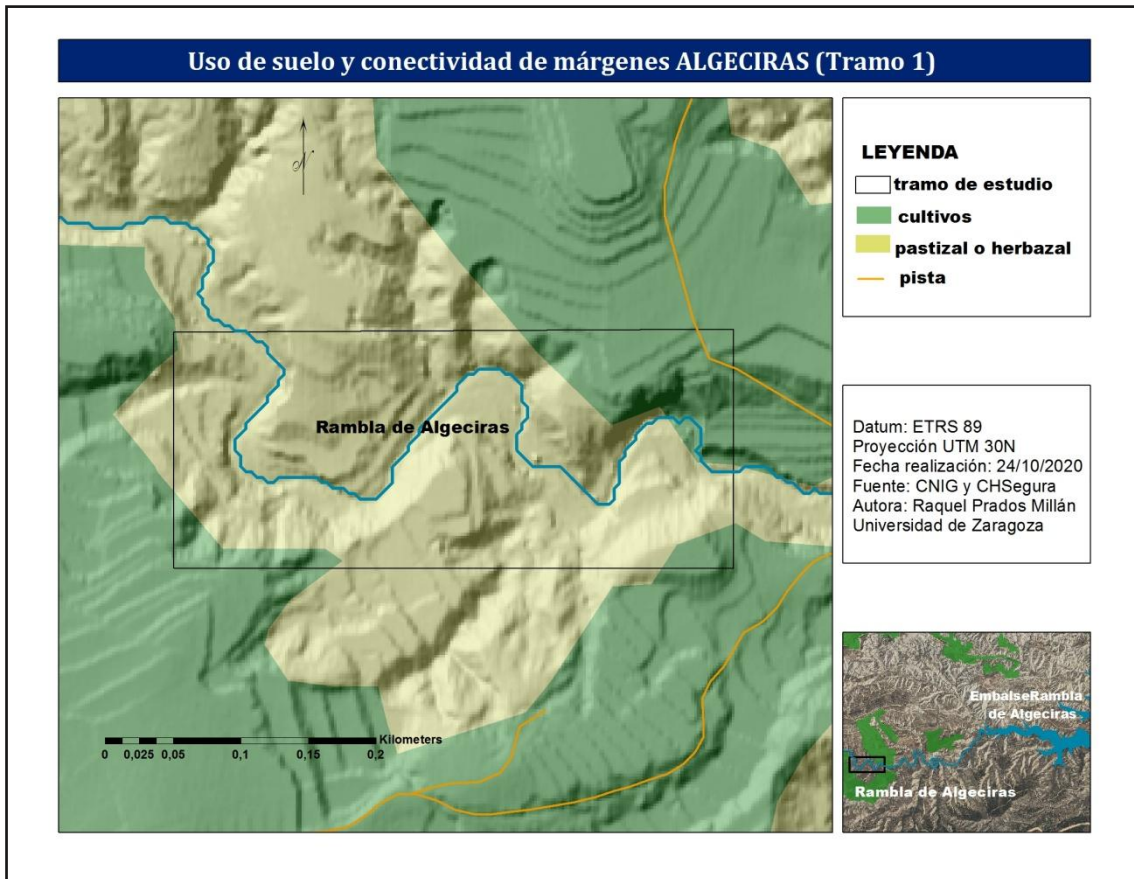 Uso de suelo y conectividad de márgenes ALGECIRAS (Tramo 1)
N
Rambla de Algeciras
Kilometers
0 0,025 0,05 0,1 0,15 0,2
LEYENDA
tramo de estudio
cultivos
pastizal o herbazal
pista
Datum: ETRS 89
Proyección UTM 30N
Fecha realización: 24/10/2020
Fuente: CNIG y CHSegura
Autora: Raquel Prados Millán
Universidad de Zaragoza
EmbalseRambla
de Algeciras
Rambla de Algeciras